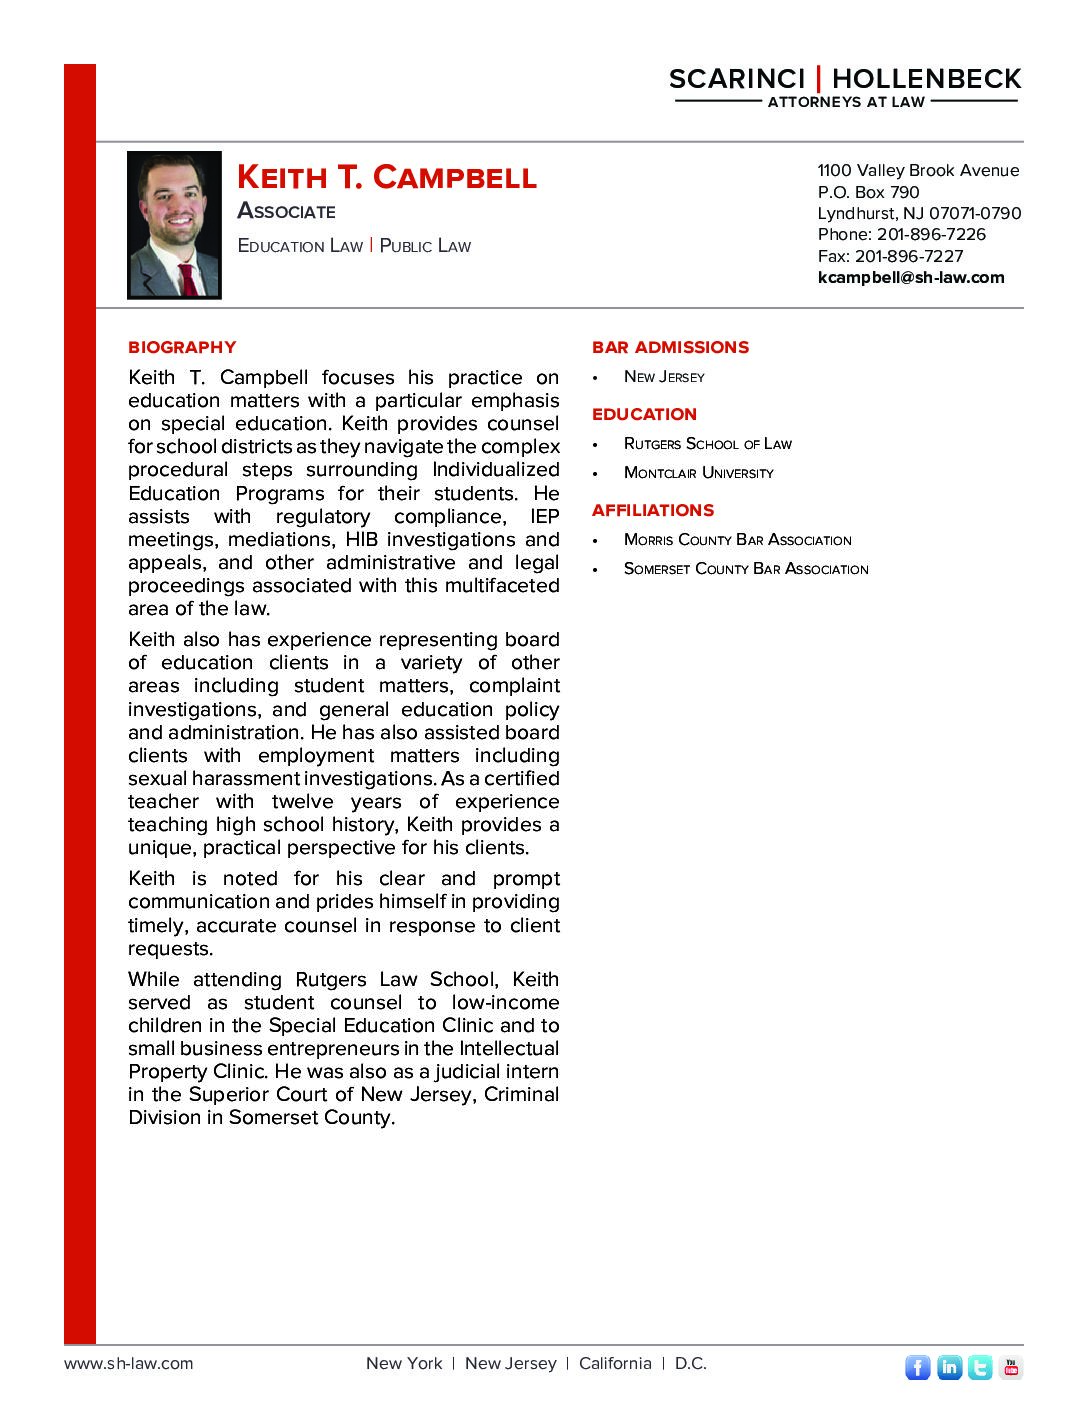 SCARINCI | HOLLENBECK
ATTORNEYS AT LAW
KEITH T. CAMPBELL
ASSOCIATE
EDUCATION LAW | PUBLIC LAW
1100 Valley Brook Avenue
P.O. Box 790
Lyndhurst, NJ 07071-0790
Phone: 201-896-7226
Fax: 201-896-7227
kcampbell@sh-law.com
BIOGRAPHY
Keith T. Campbell focuses his practice on
education matters with a particular emphasis
on special education. Keith provides counsel
for school districts as they navigate the complex
procedural steps surrounding Individualized
Education Programs for their students. He
assists with regulatory compliance, IEP
meetings, mediations, HIB investigations and
appeals, and other administrative and legal
proceedings associated with this multifaceted
area of the law.
Keith also has experience representing board
of education clients in a variety of other
areas including student matters, complaint
investigations, and general education policy
and administration. He has also assisted board
clients with employment matters including
sexual harassment investigations. As a certified
teacher with twelve years of experience
teaching high school history, Keith provides a
unique, practical perspective for his clients.
Keith is noted for his clear and prompt
communication and prides himself in providing
timely, accurate counsel in response to client
requests.
While attending Rutgers Law School, Keith
served as student counsel to low-income
children in the Special Education Clinic and to
small business entrepreneurs in the Intellectual
Property Clinic. He was also as a judicial intern
in the Superior Court of New Jersey, Criminal
Division in Somerset County.
BAR ADMISSIONS
• NEW JERSEY
EDUCATION
• RUTGERS SCHOOL OF LAW
• MONTCLAIR UNIVERSITY
AFFILIATIONS
• MORRIS COUNTY BAR ASSOCIATION
• SOMERSET COUNTY BAR ASSOCIATION
www.sh-law.com
New York | New Jersey | California | D.C.
f in t You Tube